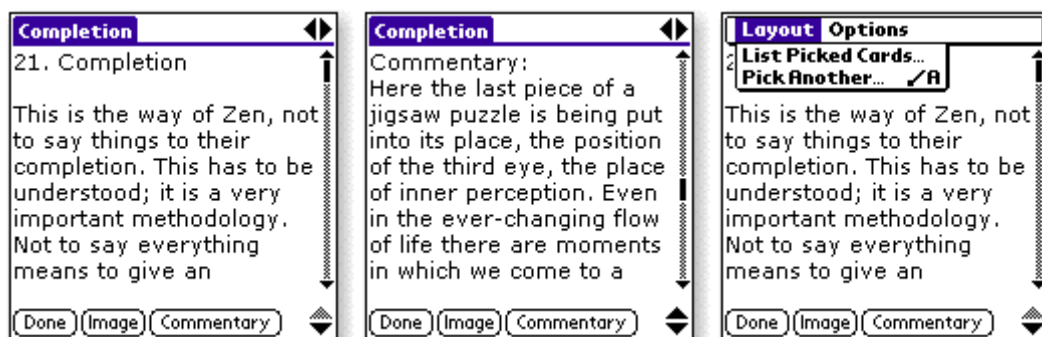 Completion
21. Completion
This is the way of Zen, not
to say things to their
completion. This has to be
understood; it is a very
important methodology.
Not to say everything
means to give an
Done Image Commentary
Completion
Commentary:
Here the last piece of a
jigsaw puzzle is being put
into its place, the position
of the third eye, the place
of inner perception. Even
in the ever-changing flow
of life there are moments
in which we come to a
Done Image Commentary
Layout Options
List Picked Cards...
Pick Another... /A
2
This is the way of Zen, not
to say things to their
completion. This has to be
understood; it is a very
important methodology.
Not to say everything
means to give an
Done Image Commentary